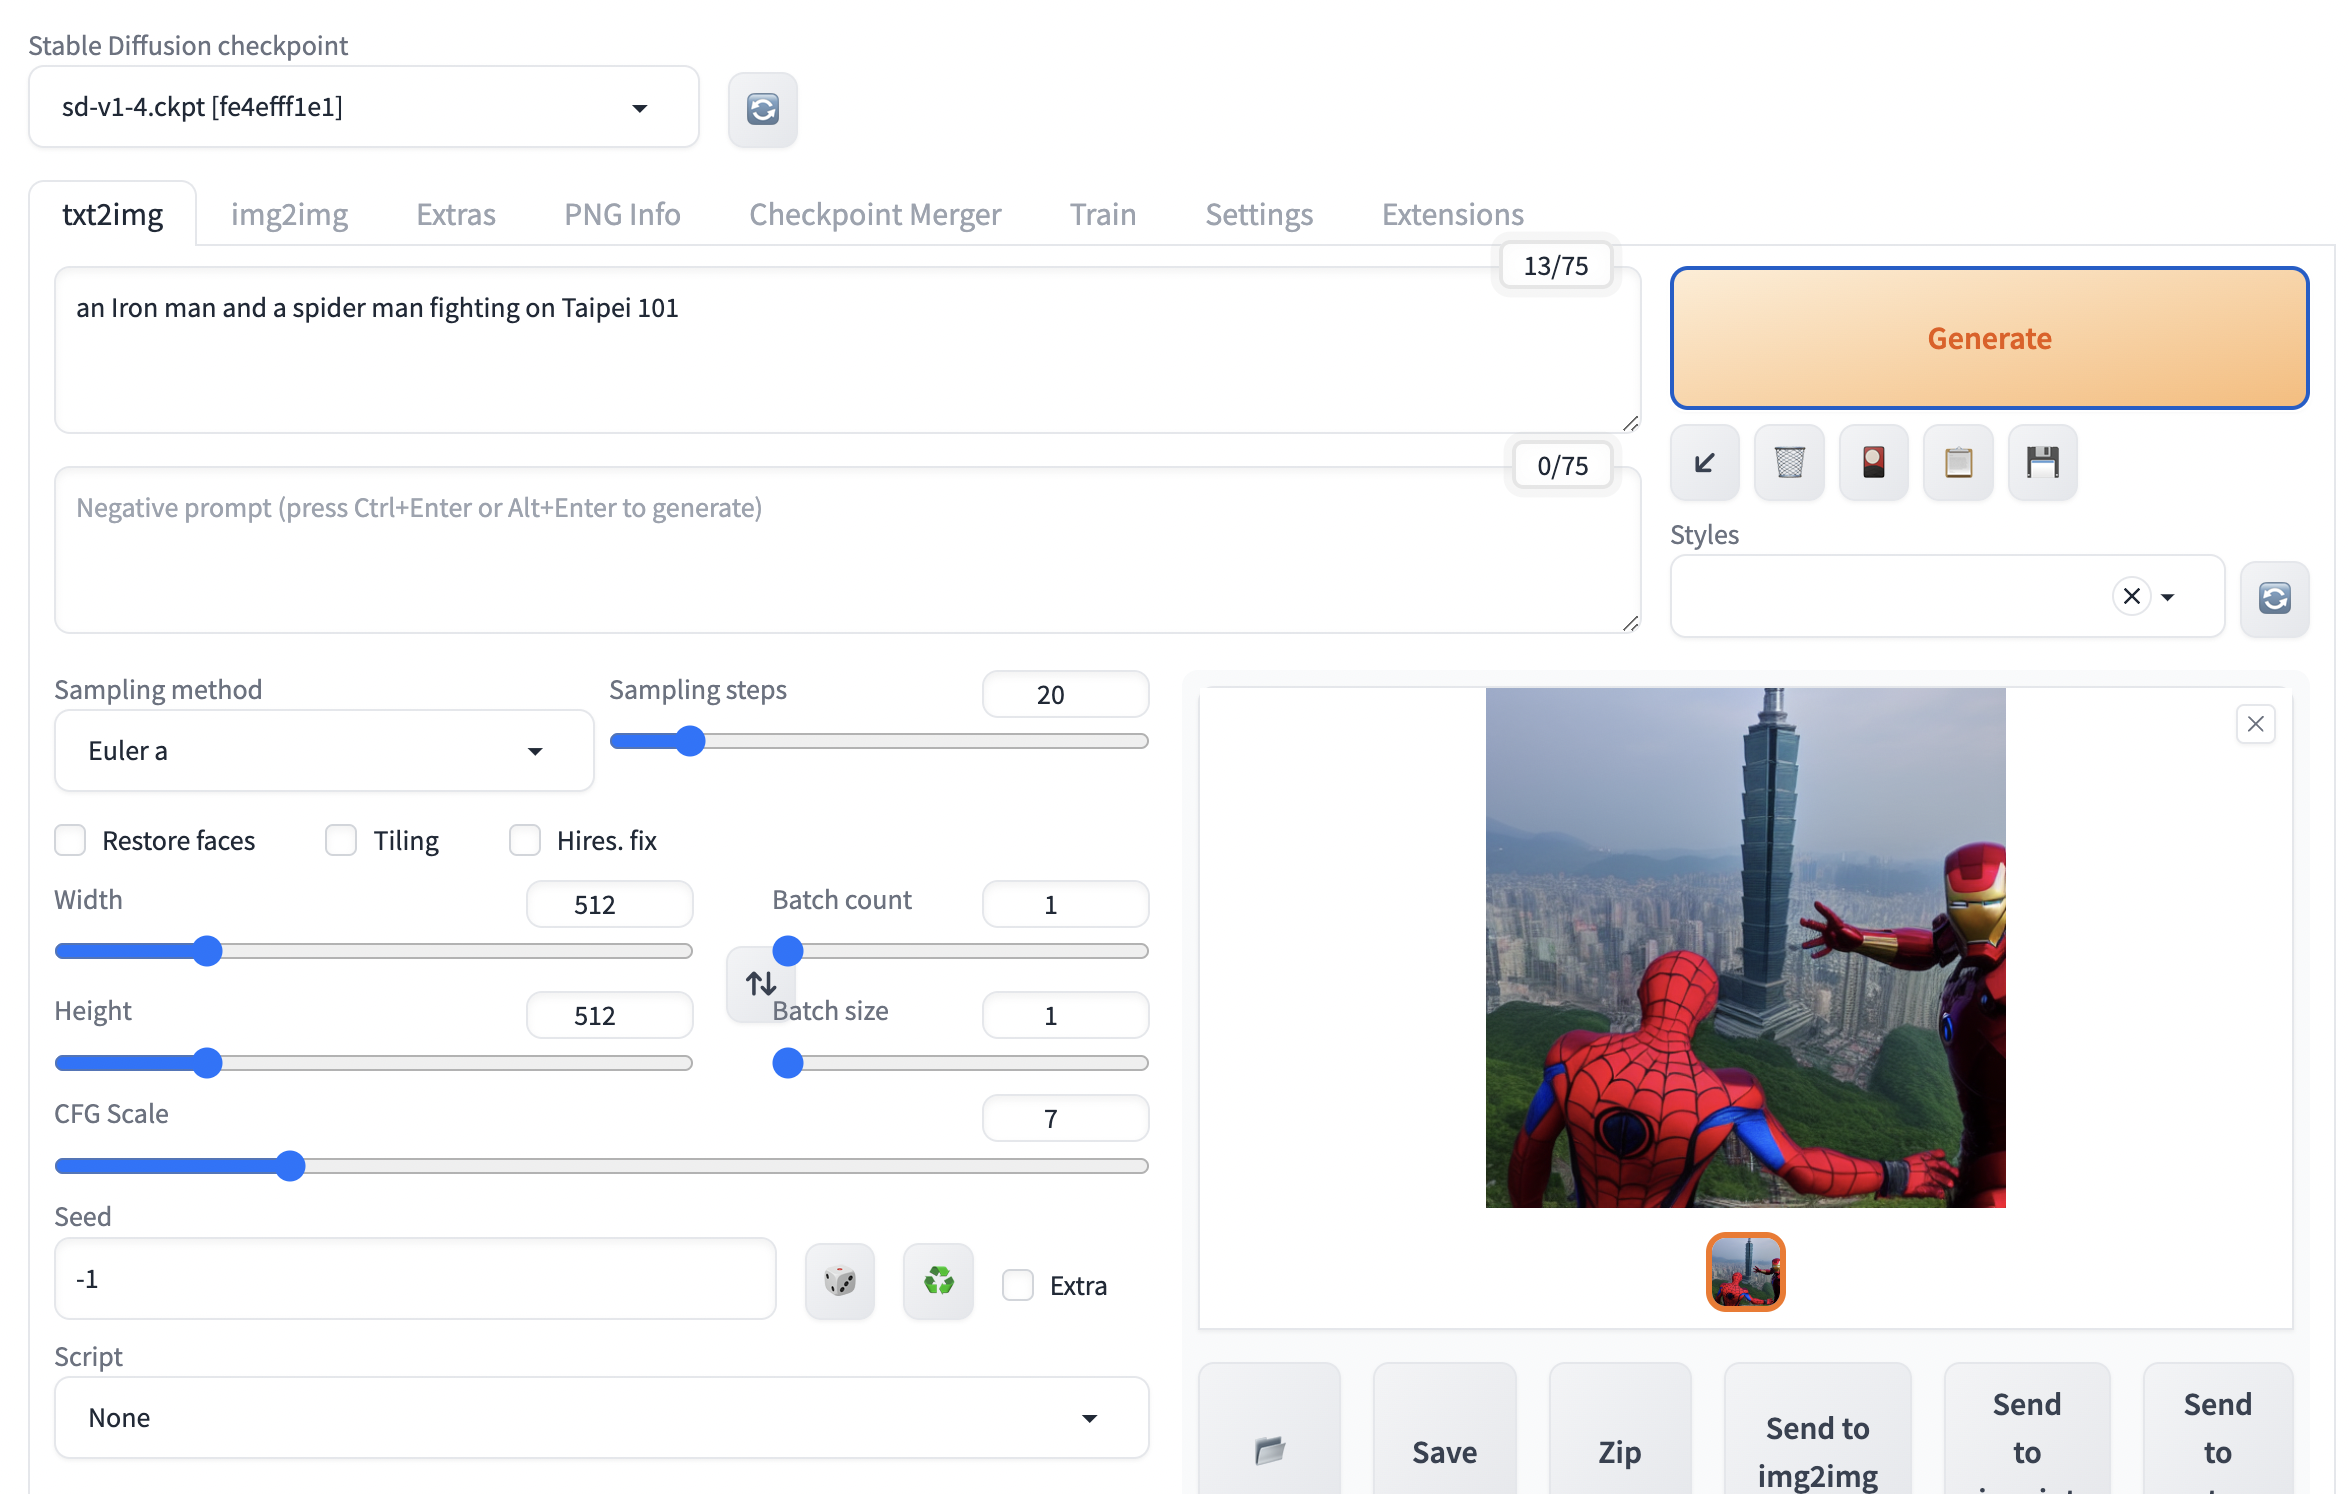 Stable Diffusion checkpoint
sd-v1-4.ckpt [fe4efff1e1]
txt2img
img2img
Extras
PNG Info
Checkpoint Merger
Train
Settings
Extensions
13/75
an Iron man and a spider man fighting on Taipei 101
Generate
0/75
Negative prompt (press Ctrl+Enter or Alt+Enter to generate)
Styles
Sampling method
Euler a
Sampling steps
20
Restore faces
Tiling
Hires. fix
Width
512
Batch count
1
Height
512
Batch size
1
CFG Scale
7
Seed
-1
Extra
Script
None
Save
Zip
Send to
img2img
Send
to
Send
to